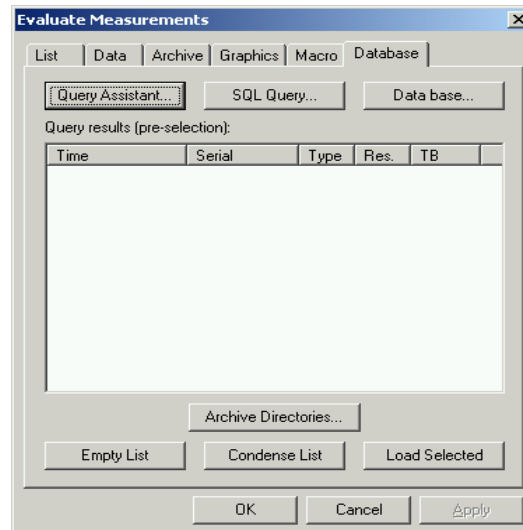 Evaluate Measurements
List Data Archive Graphics Macro Database
Query Assistant... SQL Query... Data base...
Query results (pre-selection):
Time Serial Type Res. TB
Archive Directories...
Empty List Condense List Load Selected
OK Cancel Apply